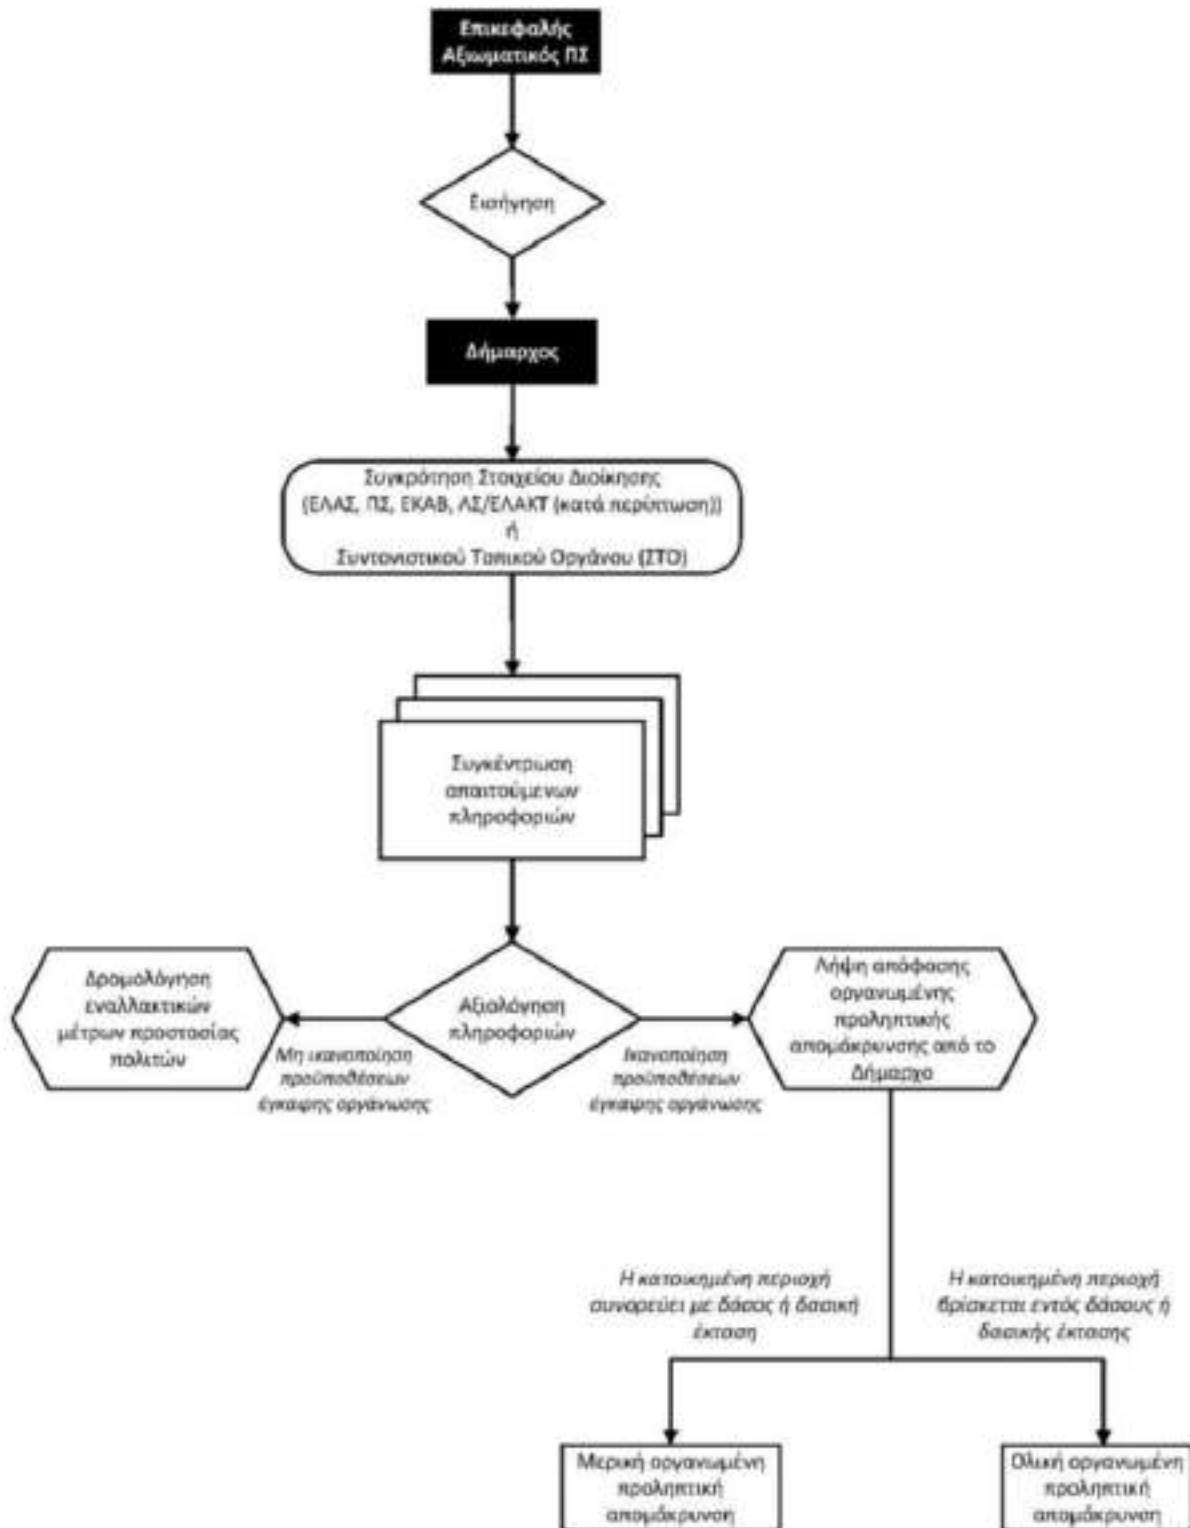 Επικεφαλής
Αξιωματικός ΠΣ
Εισήγηση
Δήμαρχος
Συγκρότηση Στοιχείου Διοίκησης
(ΕΛΑΣ, ΠΣ, ΕΚΑΒ, ΛΣ/ΕΛΑΚΤ (κατά περίπτωση))
ή
Συντονιστικού Τοπικού Οργάνου (ΣΤΟ)
Συγκέντρωση
απαιτούμενων
πληροφοριών
Δρομολόγηση
εναλλακτικών
μέτρων προστασίας
πολιτών
Μη ικανοποίηση
προϋποθέσεων
έγκαιρης οργάνωσης
Αξιολόγηση
πληροφοριών
Ικανοποίηση
προϋποθέσεων
έγκαιρης οργάνωσης
Λήψη απόφασης
οργανωμένης
προληπτικής
απομάκρυνσης από το
Δήμαρχο
Η κατοικημένη περιοχή
συνορεύει με δάσος ή δασική
έκταση
Η κατοικημένη περιοχή
βρίσκεται εντός δάσους ή
δασικής έκτασης
Μερική οργανωμένη
προληπτική
απομάκρυνση
Ολική οργανωμένη
προληπτική
απομάκρυνση